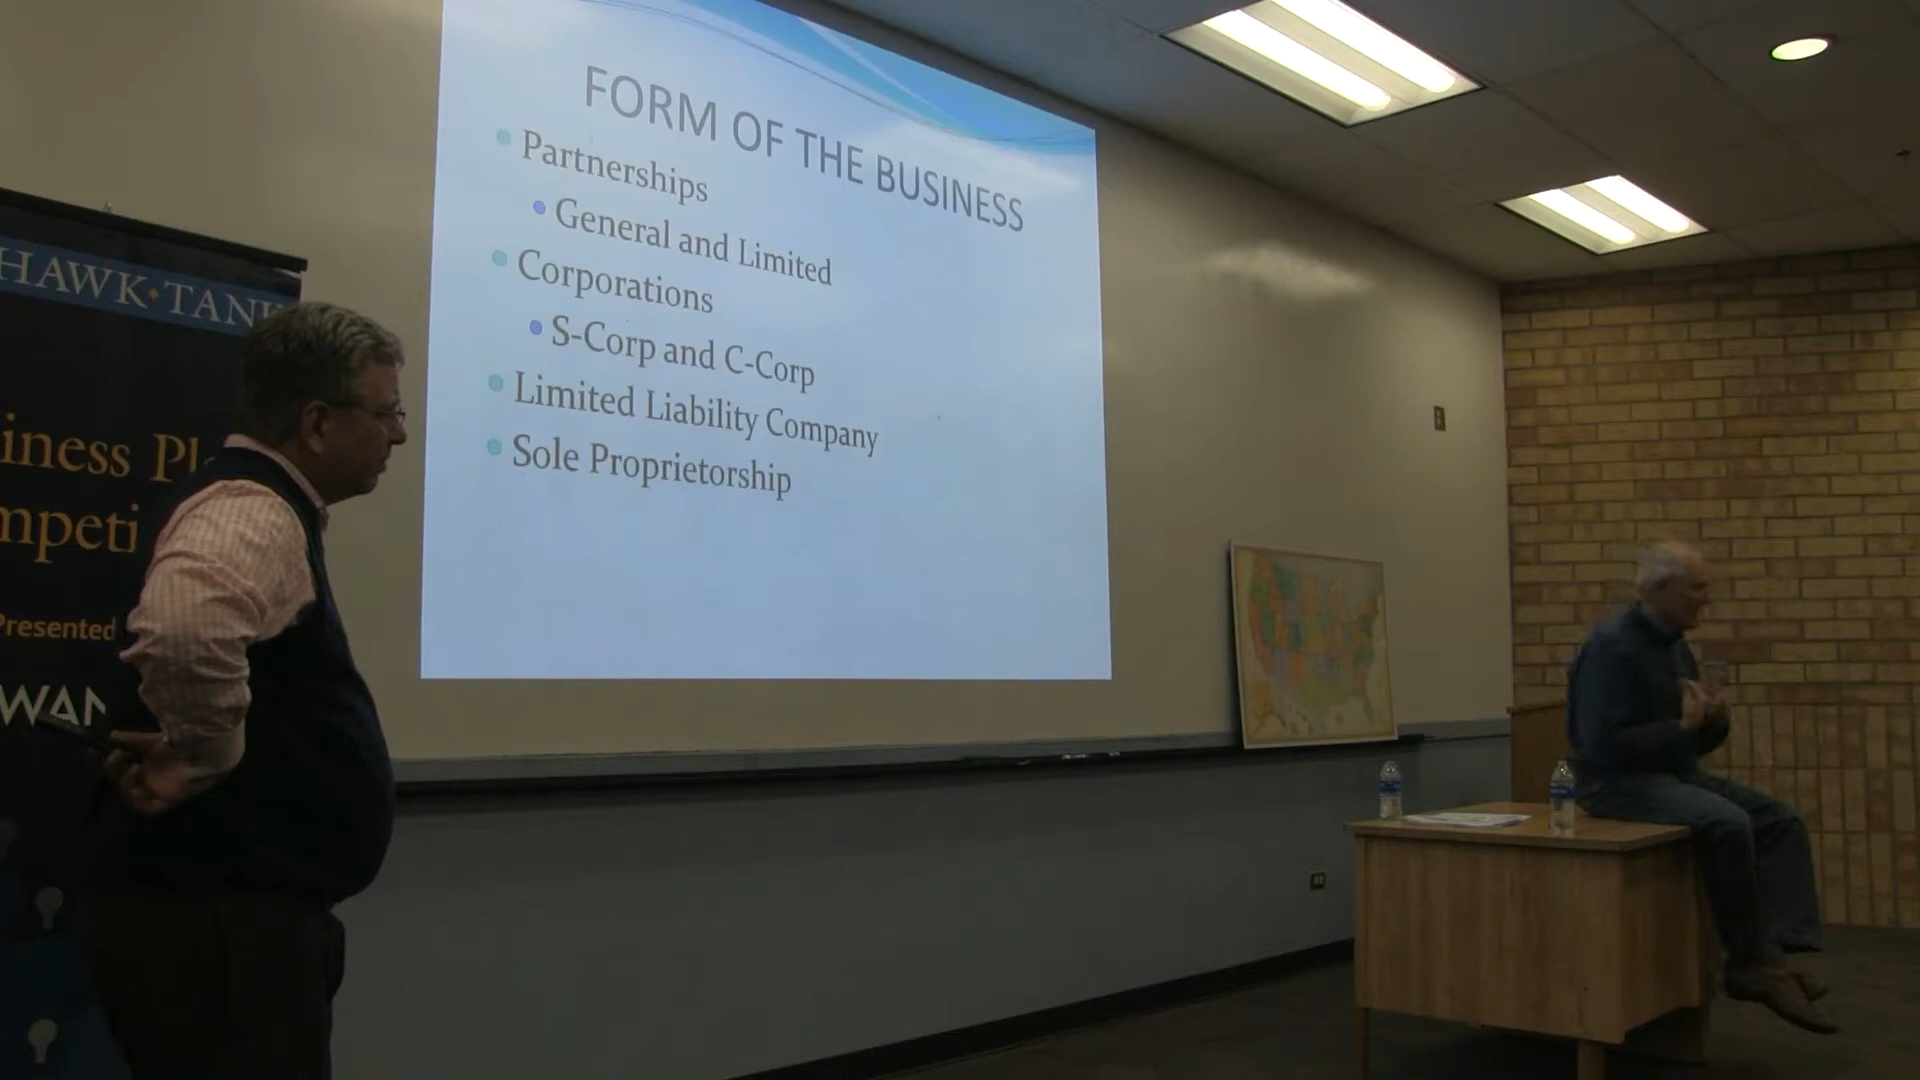 HAWK·TAN
iness Pl
mpeti
Presented
WAN
FORM OF THE BUSINESS
Partnerships
General and Limited
Corporations
S-Corp and C-Corp
Limited Liability Company
Sole Proprietorship